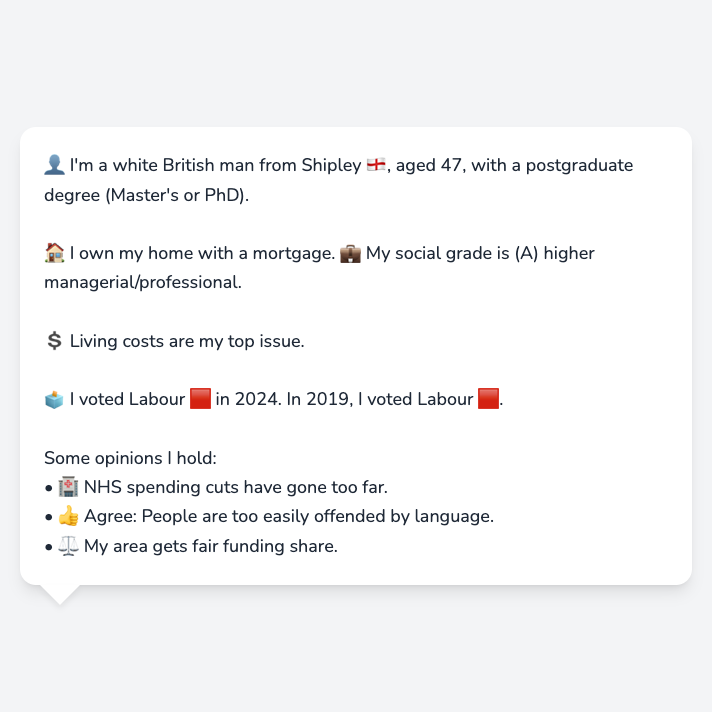 👤 I'm a white British man from Shipley 🏴󠁧󠁢󠁥󠁮󠁧󠁿, aged 47, with a postgraduate
degree (Master's or PhD).
🏠 I own my home with a mortgage. 💼 My social grade is (A) higher
managerial/professional.
💲 Living costs are my top issue.
🗳️ I voted Labour 🟥 in 2024. In 2019, I voted Labour 🟥.
Some opinions I hold:
• 🏥 NHS spending cuts have gone too far.
• 👍 Agree: People are too easily offended by language.
• ⚖️ My area gets fair funding share.